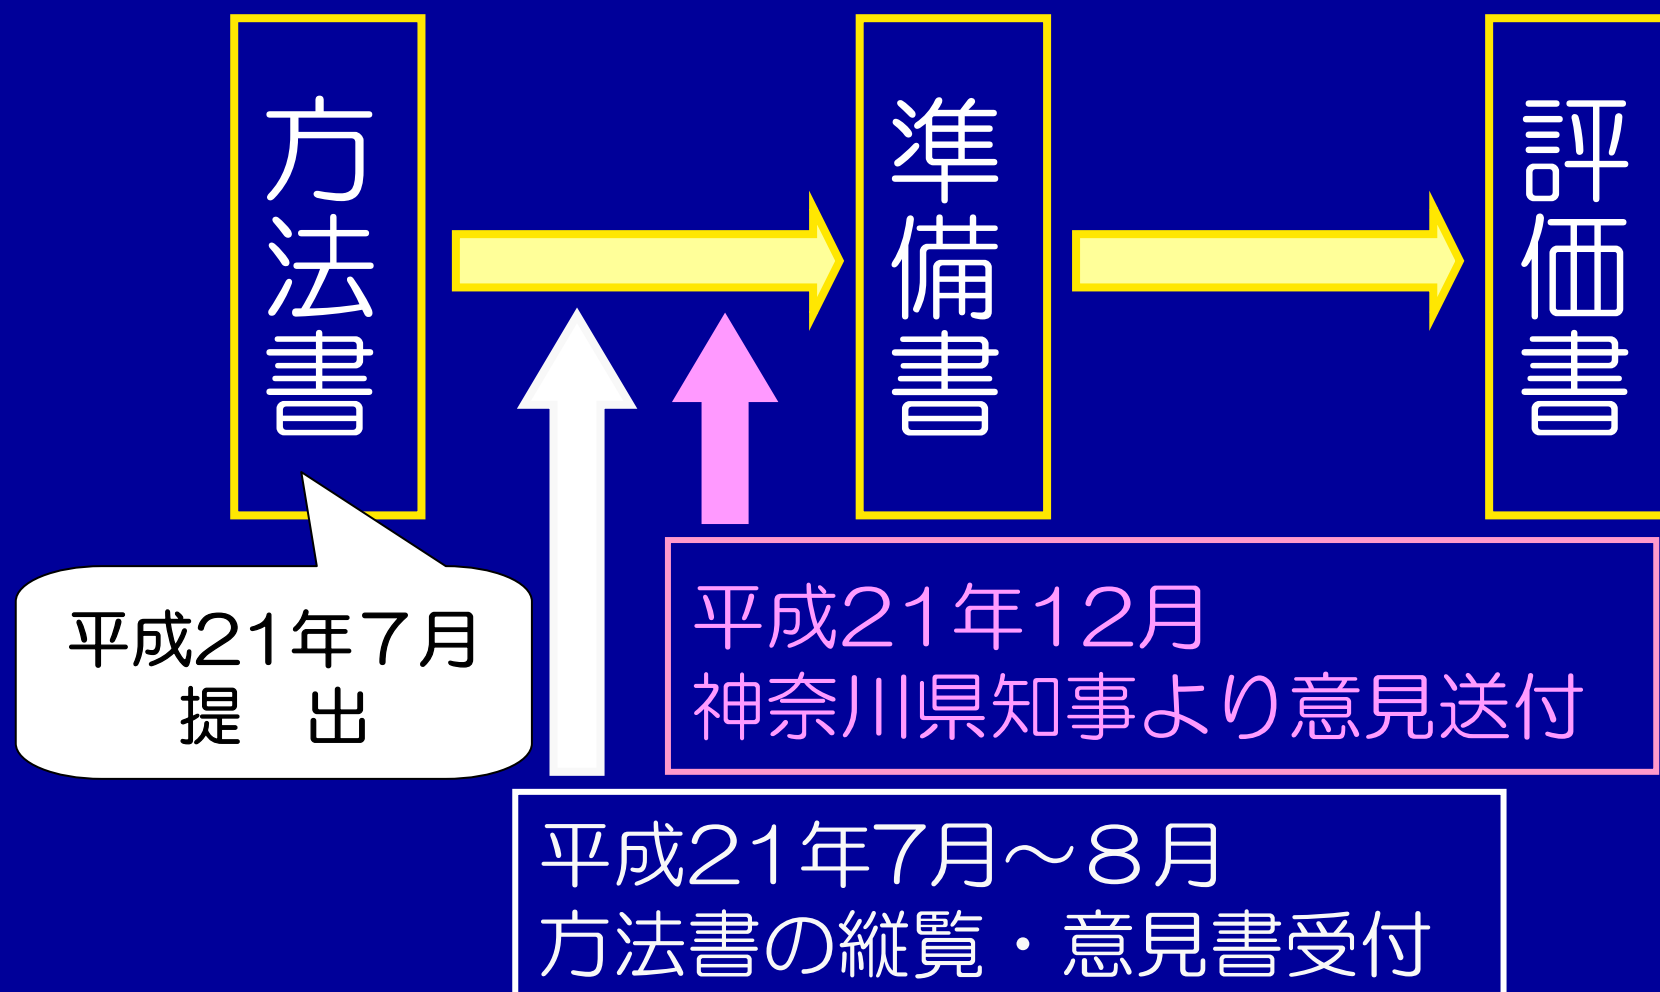 方法書
準備書
評価書
平成21年７月
提　出
平成21年12月
神奈川県知事より意見送付
平成21年7月～８月
方法書の縦覧・意見書受付